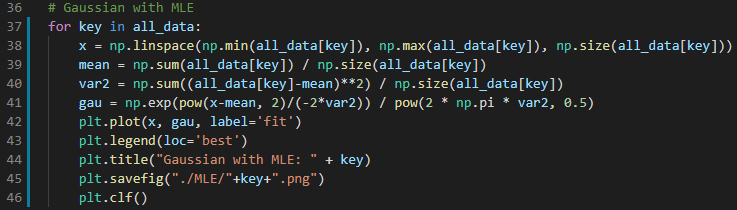 36 # Gaussian with MLE
37 for key in all_data:
38 x = np.linspace(np.min(all_data[key]), np.max(all_data[key]), np.size(all_data[key]))
39 mean = np.sum(all_data[key]) / np.size(all_data[key])
40 var2 = np.sum((all_data[key]-mean)**2) / np.size(all_data[key])
41 gau = np.exp(pow(x-mean, 2)/(-2*var2)) / pow(2 * np.pi * var2, 0.5)
42 plt.plot(x, gau, label='fit')
43 plt.legend(loc='best')
44 plt.title("Gaussian with MLE: " + key)
45 plt.savefig("./MLE/"+key+".png")
46 plt.clf()